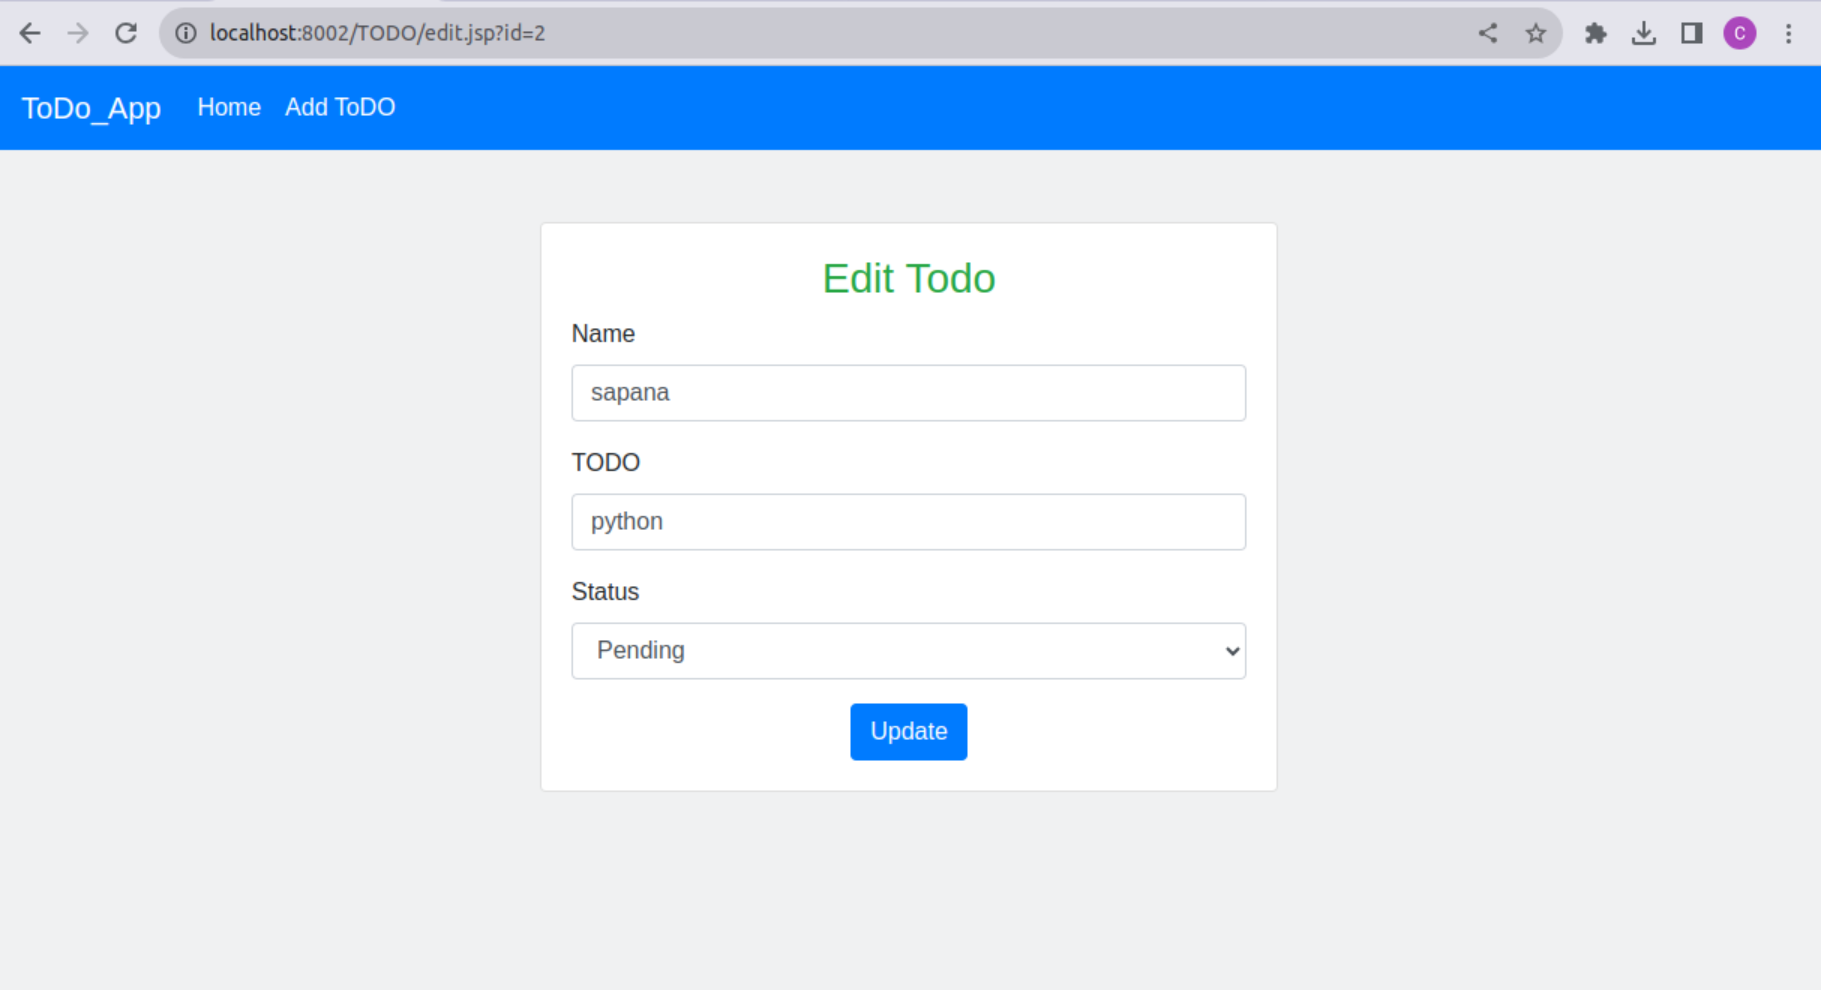 localhost:8002/TODO/edit.jsp?id=2
C
ToDo_App Home Add ToDO
Edit Todo
Name
sapana
TODO
python
Status
Pending
Update